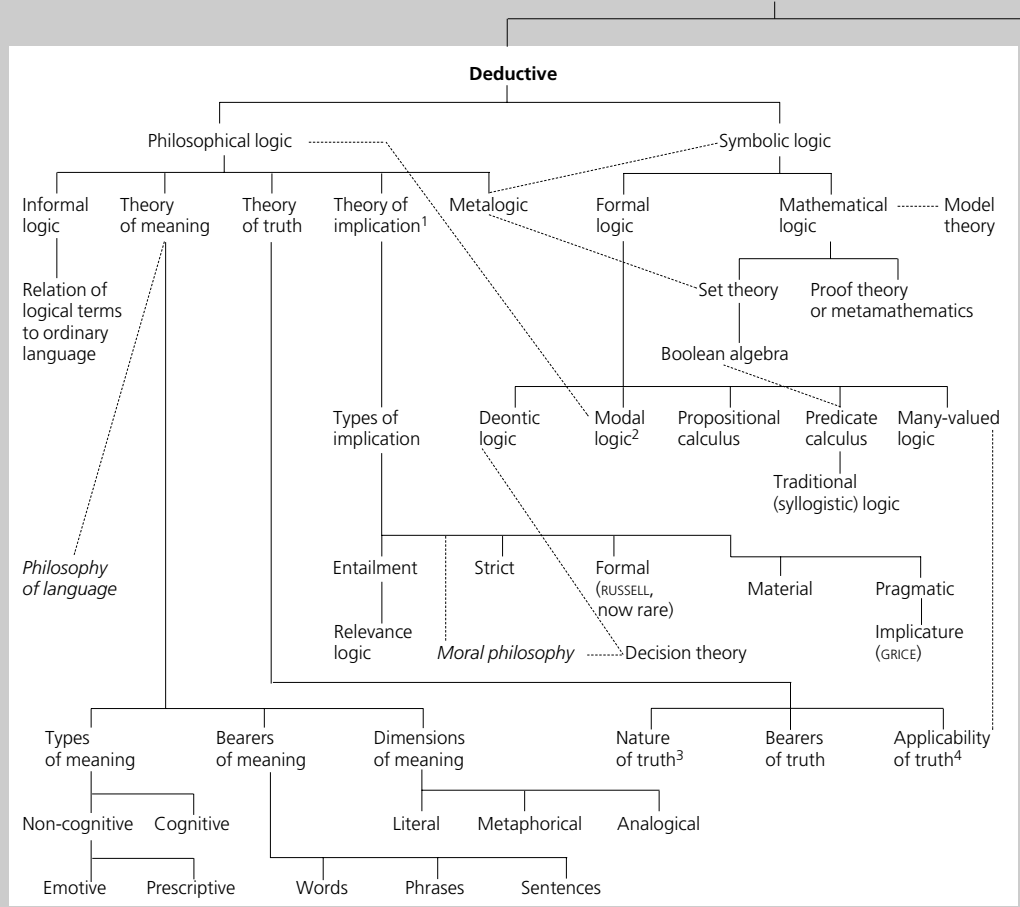 Deductive
Philosophical logic
Symbolic logic
Informal
logic
Theory
of meaning
Theory
of truth
Theory of
implication¹
Metalogic
Formal
logic
Mathematical
logic
Model
theory
Relation of
logical terms
to ordinary
language
Set theory
Proof theory
or metamathematics
Boolean algebra
Types of
implication
Deontic
logic
Modal
logic²
Propositional
calculus
Predicate
calculus
Many-valued
logic
Traditional
(syllogistic) logic
Philosophy
of language
Entailment
Strict
Formal
(RUSSELL,
now rare)
Material
Pragmatic
Relevance
logic
Moral philosophy
Decision theory
Implicature
(GRICE)
Types
of meaning
Bearers
of meaning
Dimensions
of meaning
Nature
of truth³
Bearers
of truth
Applicability
of truth⁴
Non-cognitive
Cognitive
Literal
Metaphorical
Analogical
Emotive
Prescriptive
Words
Phrases
Sentences